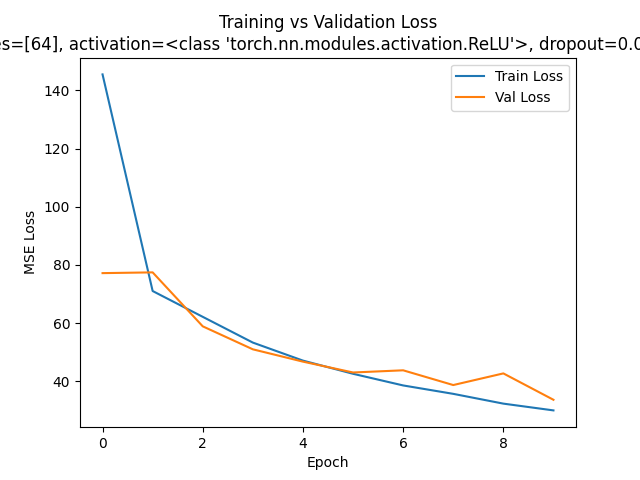 Training vs Validation Loss
es=[64], activation=<class 'torch.nn.modules.activation.ReLU'>, dropout=0.0
Train Loss
Val Loss
140
120
100
80
60
40
MSE Loss
0
2
4
6
8
Epoch